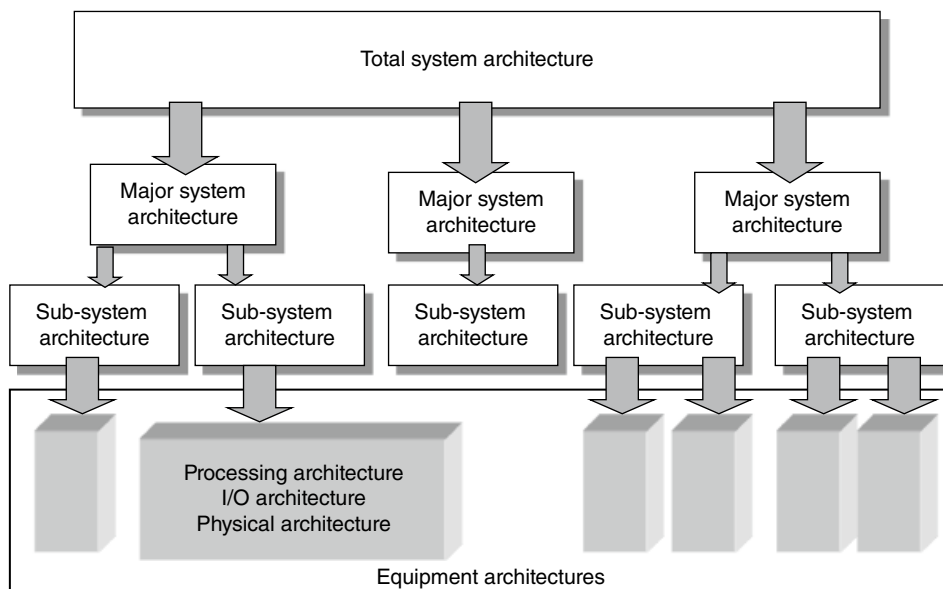 Total system architecture
Major system
architecture
Major system
architecture
Major system
architecture
Sub-system
architecture
Sub-system
architecture
Sub-system
architecture
Sub-system
architecture
Sub-system
architecture
Processing architecture
I/O architecture
Physical architecture
Equipment architectures